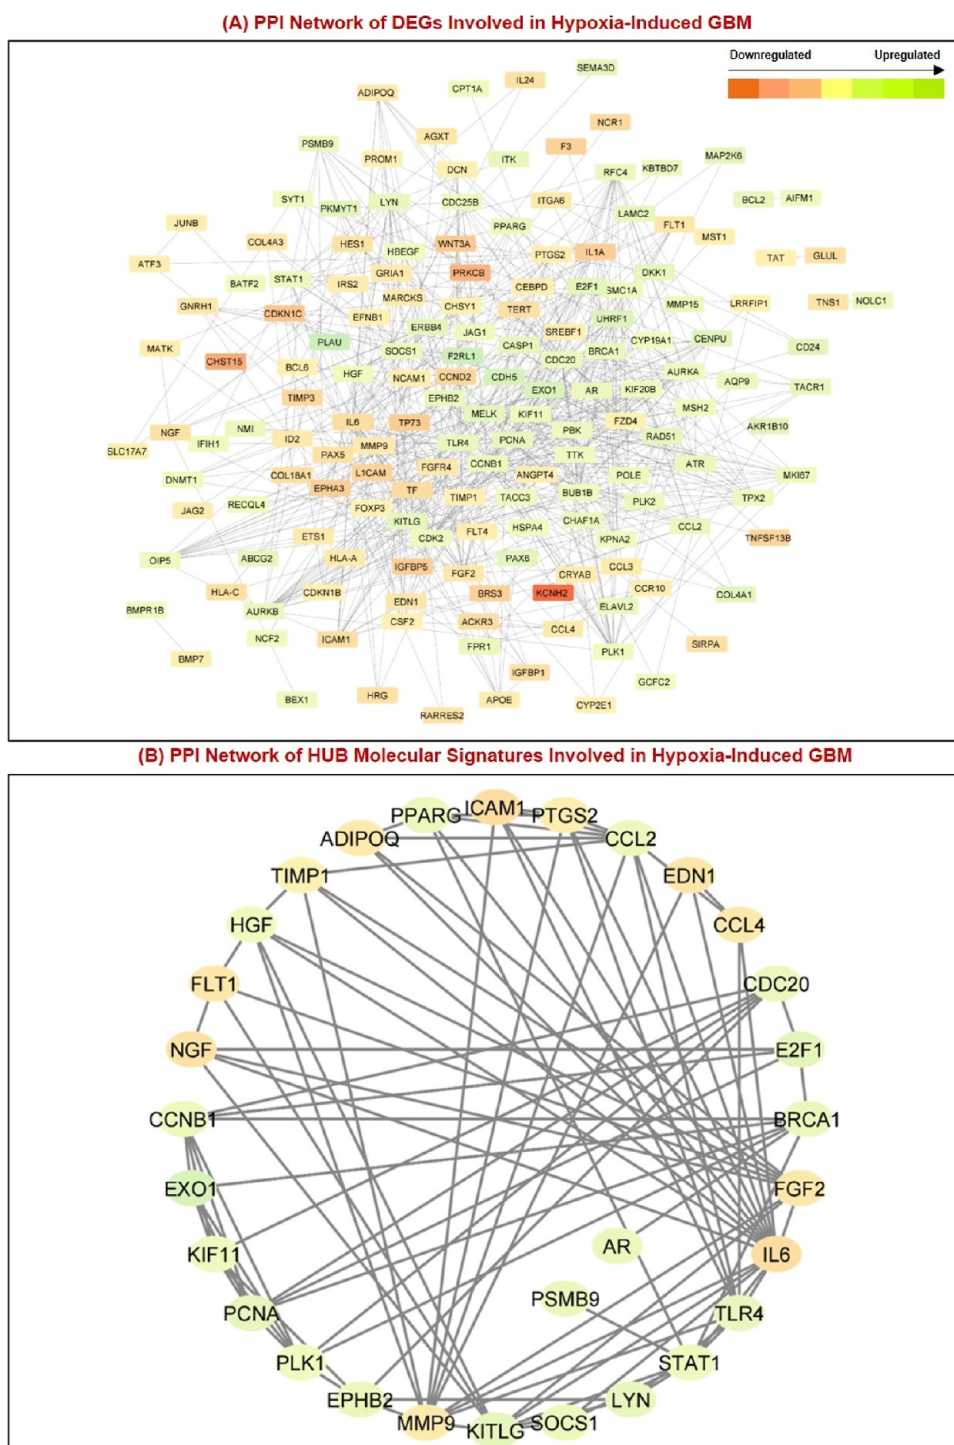 (A) PPI Network of DEGs Involved in Hypoxia-Induced GBM
Downregulated Upregulated
SEMA3D
IL24
CPT1A
ADIPOQ
NCR1
AGXT
PSMB9
F3
PROM1
ITK
MAP2K6
DCN
RFC4
KBTBD7
SYT1
LYN
CDC25B
ITGA6
BCL2
AIFM1
PKMYT1
LAMC2
JUNB
PPARG
FLT1
MST1
COL4A3
HES1
HBEGF
WNT3A
PTGS2
IL1A
TAT
GLUL
ATF3
GRIA1
PRKCB
DKK1
BATF2
STAT1
IRS2
CEBPD
E2F1
SMC1A
MARCKS
CHSY1
MMP15
LRRFIP1
TNS1
NOLC1
GNRH1
CDKN1C
EFNB1
TERT
UHRF1
ERBB4
JAG1
SREBF1
PLAU
CASP1
CYP19A1
CENPU
CD24
MATK
SOCS1
F2RL1
CDC20
BRCA1
CHST15
BCL6
HGF
NCAM1
CCND2
CDH5
AURKA
AQP9
TACR1
EXO1
AR
KIF20B
TIMP3
EPHB2
MELK
KIF11
MSH2
IL6
TP73
PBK
FZD4
AKR1B10
NGF
NMI
ID2
MMP9
TLR4
PCNA
RAD51
IFIH1
SLC17A7
PAX5
TTK
FGFR4
CCNB1
ATR
DNMT1
COL18A1
L1CAM
ANGPT4
POLE
MKI67
EPHA3
TF
TIMP1
TACC3
BUB1B
PLK2
TPX2
JAG2
RECQL4
FOXP3
KITLG
CHAF1A
CCL2
CDK2
FLT4
HSPA4
KPNA2
TNFSF13B
ETS1
OIP5
ABCG2
HLA-A
IGFBP5
FGF2
PAX6
CRYAB
CCL3
CCR10
HLA-C
CDKN1B
BRS3
KCNH2
COL4A1
BMPR1B
AURKB
EDN1
ELAVL2
CSF2
ACKR3
CCL4
NCF2
ICAM1
FPR1
PLK1
SIRPA
BMP7
IGFBP1
GCFC2
BEX1
HRG
APOE
CYP2E1
RARRES2
(B) PPI Network of HUB Molecular Signatures Involved in Hypoxia-Induced GBM
ICAM1
PPARG
PTGS2
ADIPOQ
CCL2
TIMP1
EDN1
HGF
CCL4
FLT1
CDC20
NGF
E2F1
CCNB1
BRCA1
EXO1
FGF2
KIF11
AR
IL6
PSMB9
PCNA
TLR4
PLK1
STAT1
EPHB2
LYN
MMP9
KITLG
SOCS1